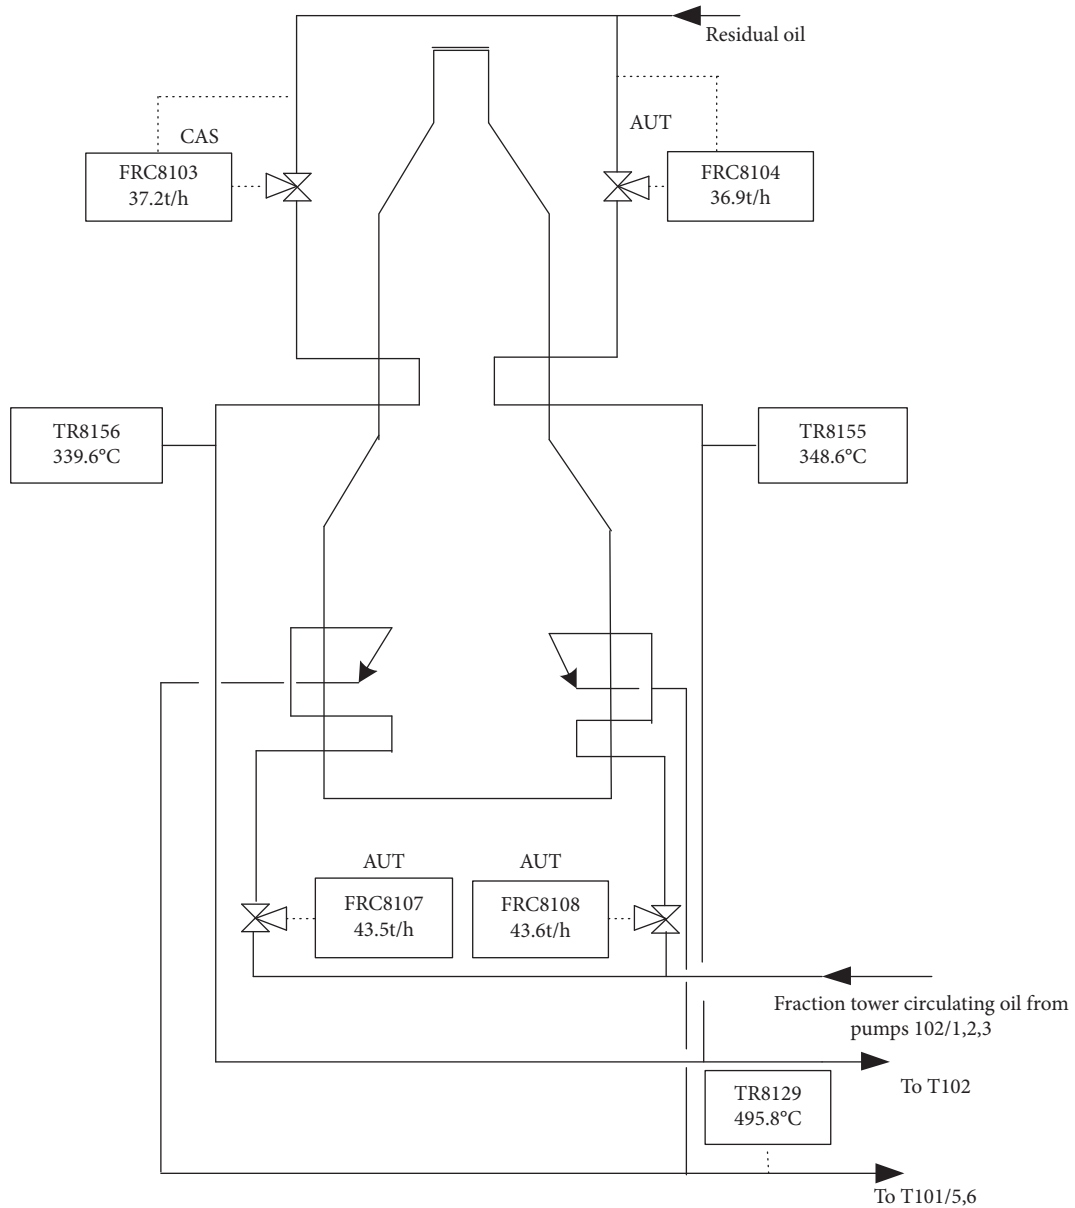 Residual oil
CAS
AUT
FRC8103
37.2t/h
FRC8104
36.9t/h
TR8156
339.6°C
TR8155
348.6°C
AUT
AUT
FRC8107
43.5t/h
FRC8108
43.6t/h
Fraction tower circulating oil from
pumps 102/1,2,3
To T102
TR8129
495.8°C
To T101/5,6